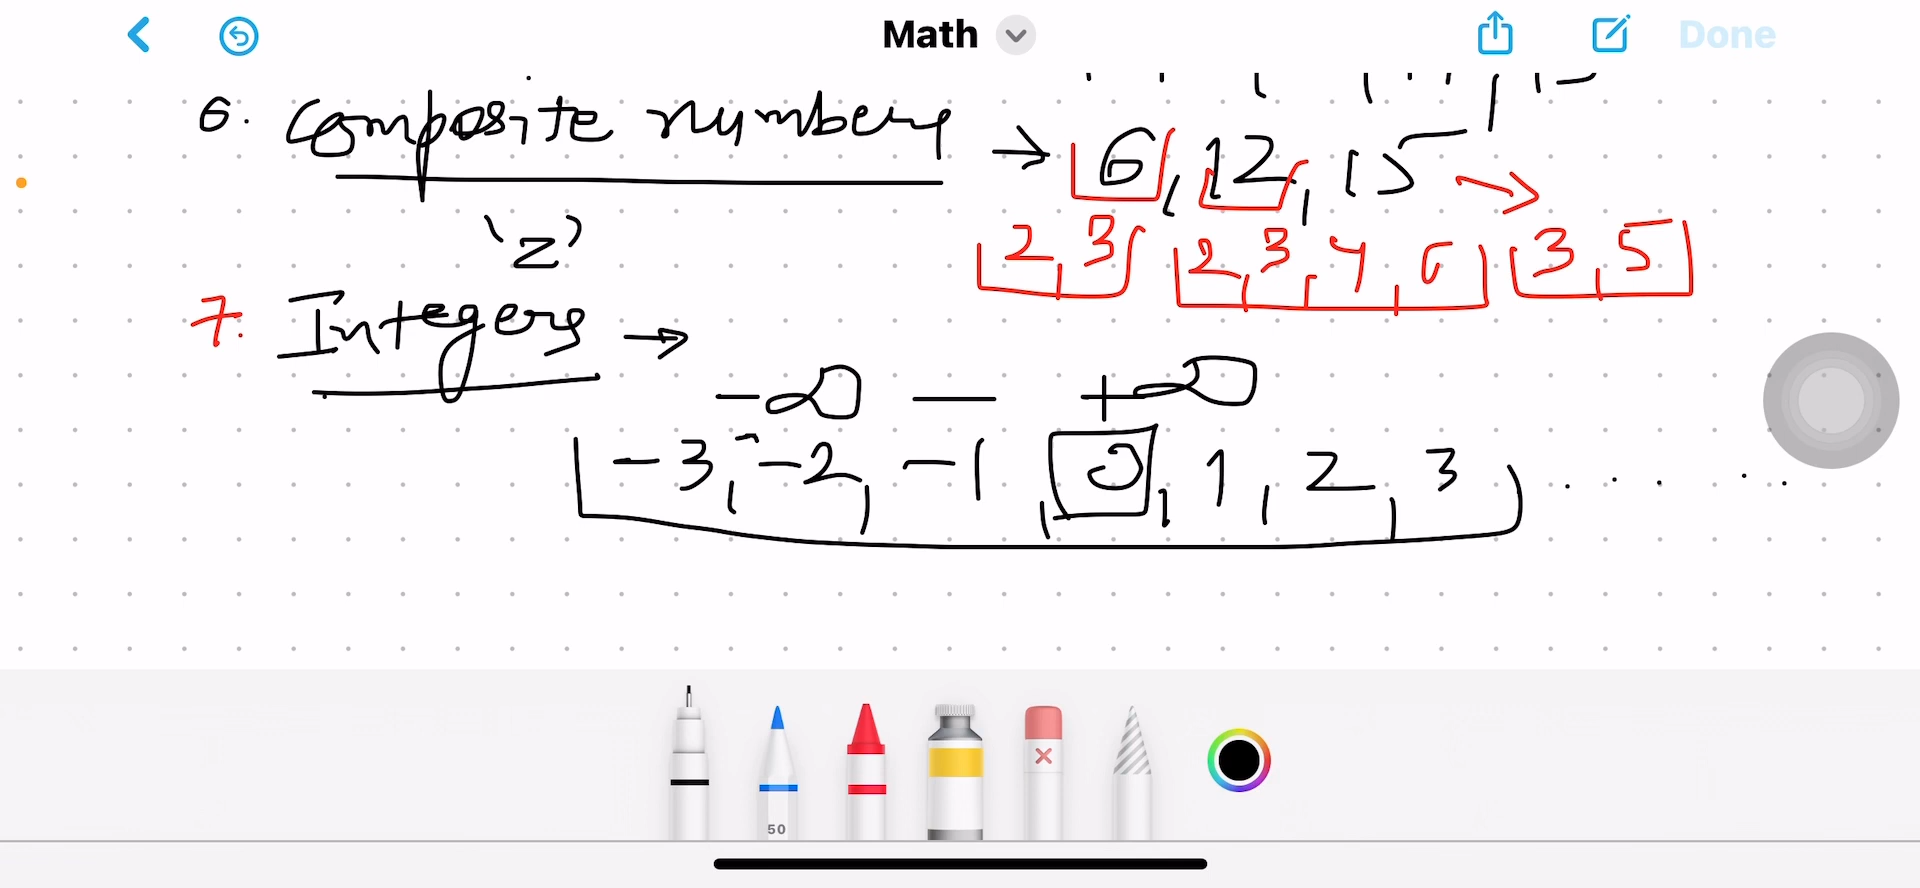 Math
Done
6. Composite numbers → 6, 12, 15 →
2, 3 2, 3, 4, 6 3, 5
'Z'
7. Integers →
-∞ — +∞
-3, -2, -1, 0, 1, 2, 3 . . . . .
50